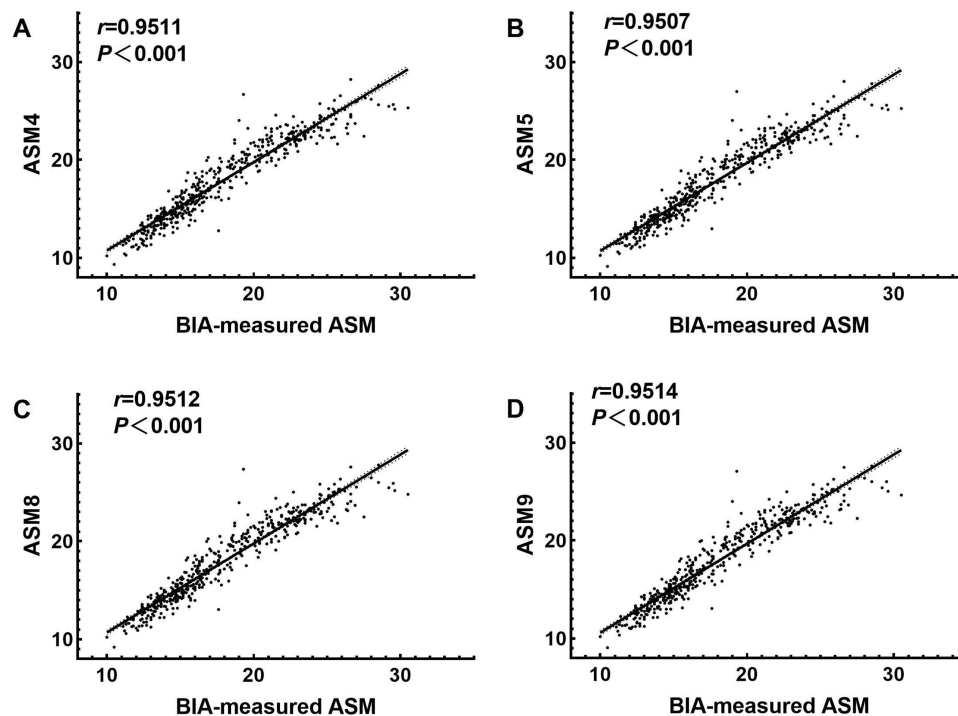 A
r=0.9511
P＜0.001
30
20
10
ASM4
10 20 30
BIA-measured ASM
B
r=0.9507
P＜0.001
30
20
10
ASM5
10 20 30
BIA-measured ASM
C
r=0.9512
P＜0.001
30
20
10
ASM8
10 20 30
BIA-measured ASM
D
r=0.9514
P＜0.001
30
20
10
ASM9
10 20 30
BIA-measured ASM